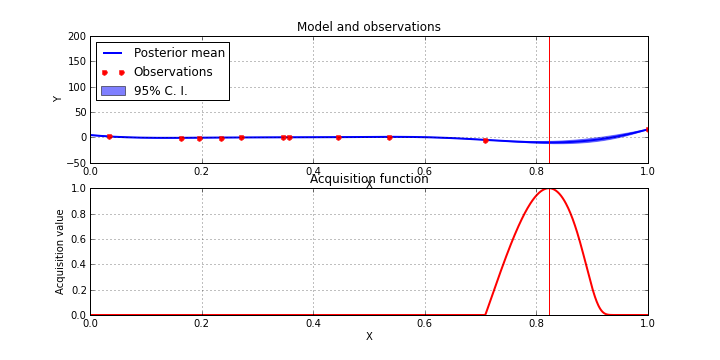 Model and observations
Posterior mean
Observations
95% C. I.
Y
200
150
100
50
0
−50
0.0 0.2 0.4 0.6 0.8 1.0
X
Acquisition function
Acquisition value
1.0
0.8
0.6
0.4
0.2
0.0
0.0 0.2 0.4 0.6 0.8 1.0
X